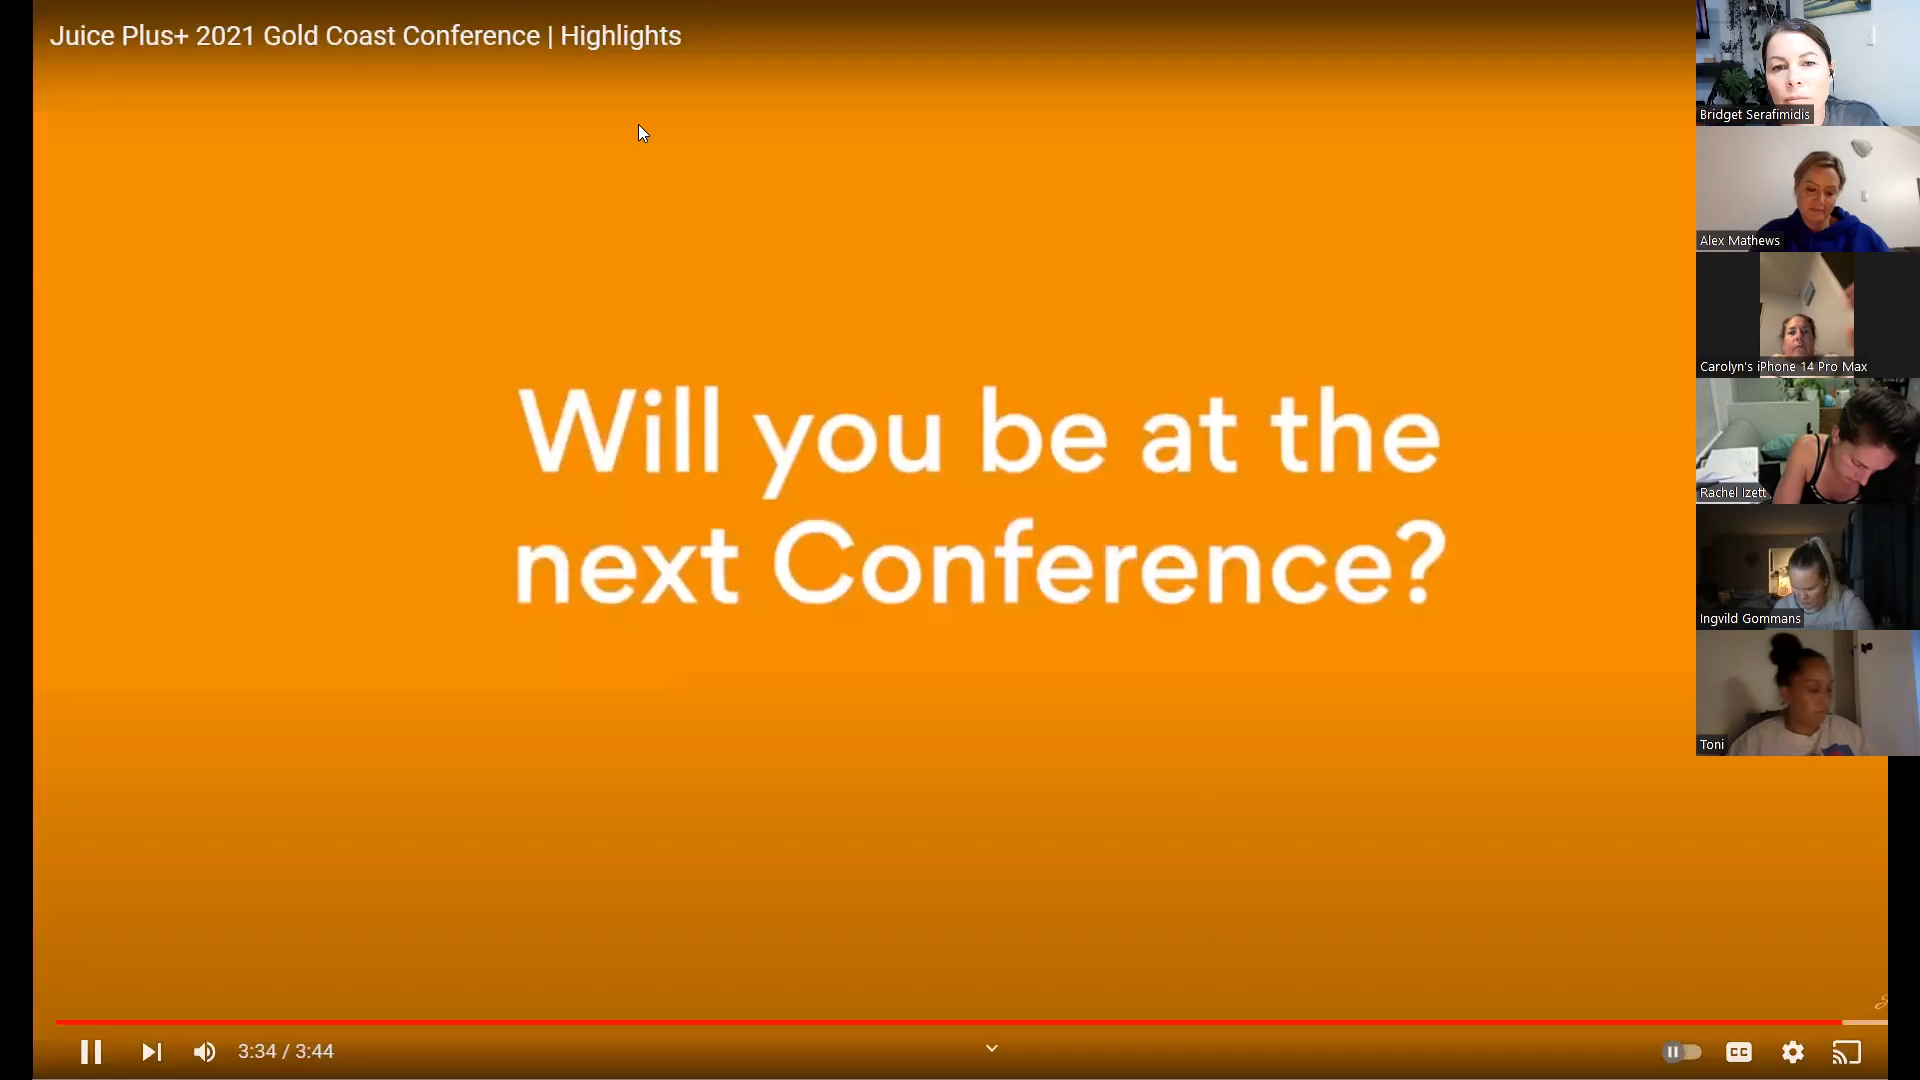 Juice Plus+ 2021 Gold Coast Conference | Highlights
Will you be at the
next Conference?
Bridget Serafimidis
Alex Mathews
Carolyn's iPhone 14 Pro Max
Rachel Izett
Ingvild Gommans
Toni
3:34 / 3:44
CC